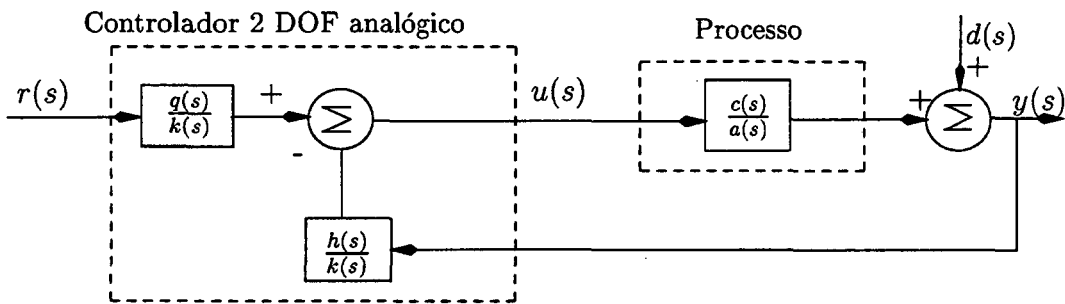 Controlador 2 DOF analógico
Processo
d(s)
+
r(s)
q(s)
k(s)
+
Σ
-
u(s)
c(s)
a(s)
+
Σ
y(s)
h(s)
k(s)